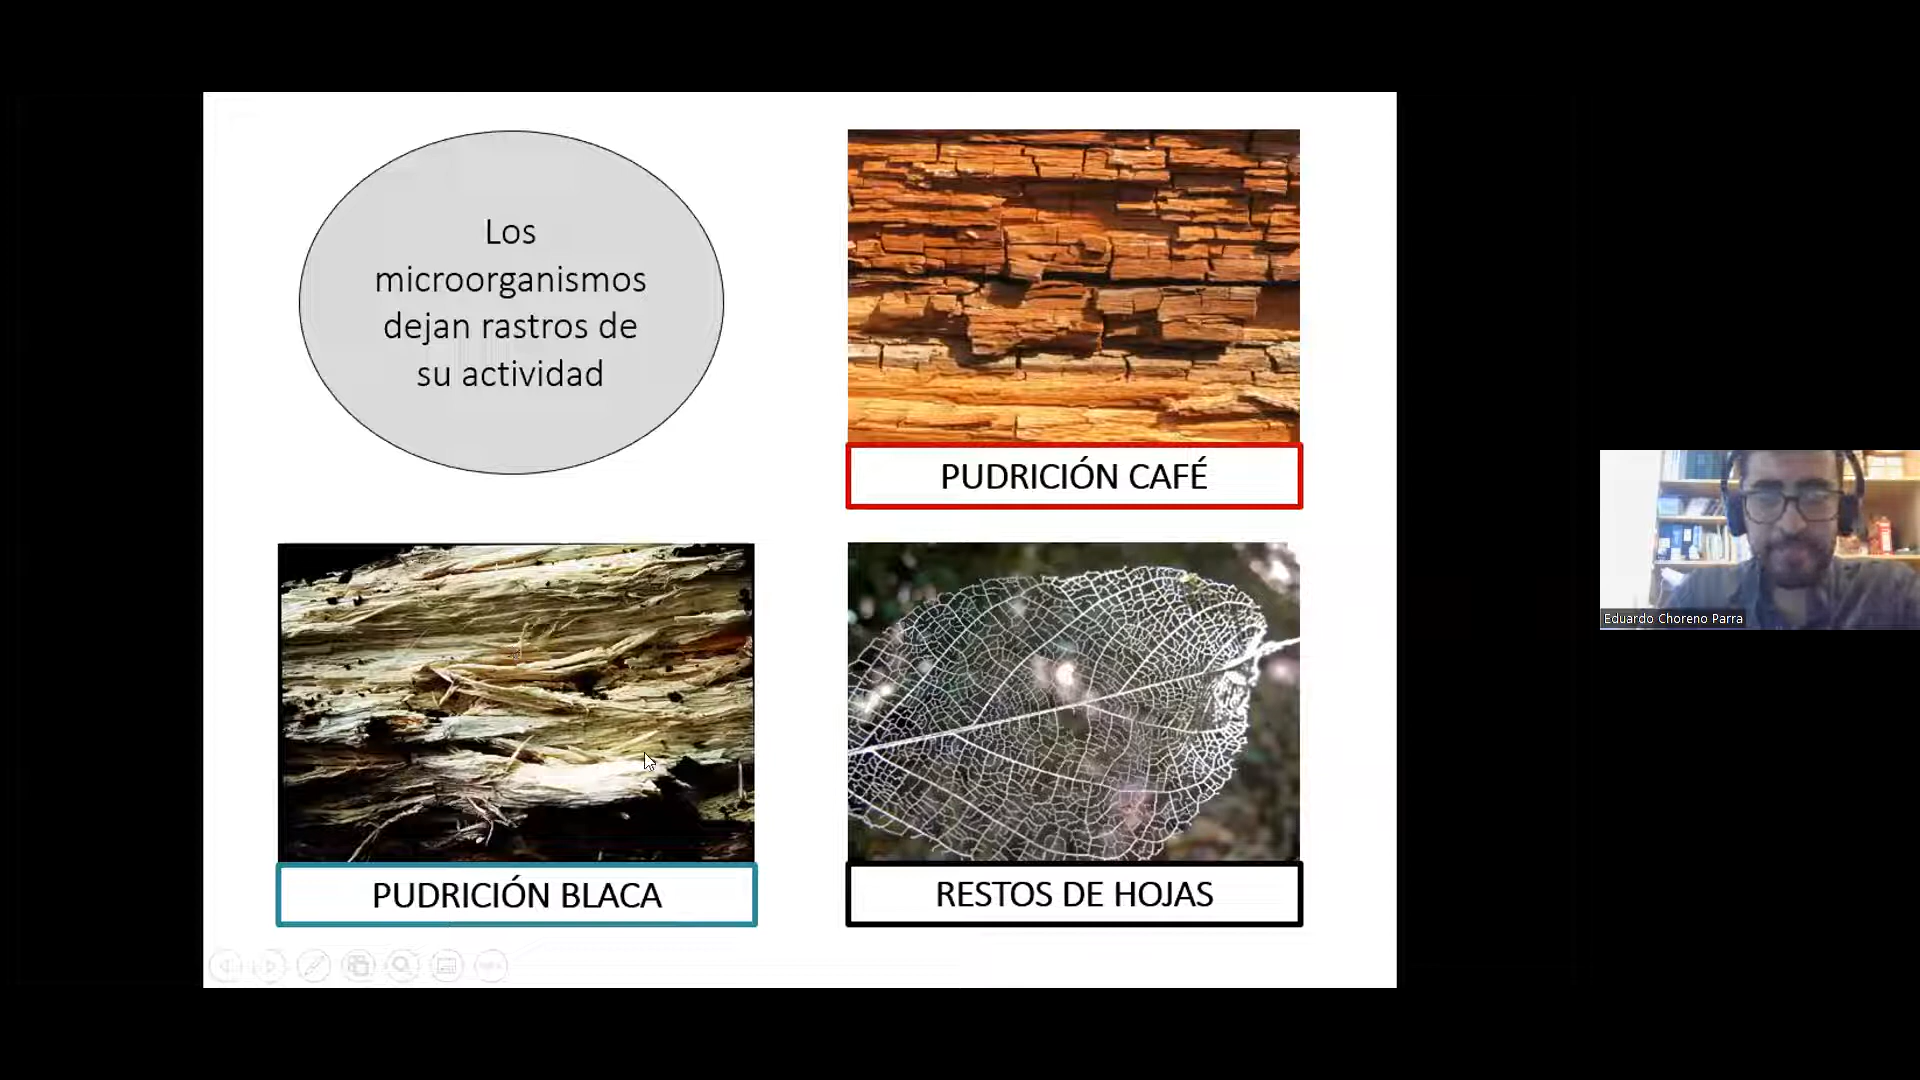 Los
microorganismos
dejan rastros de
su actividad
PUDRICIÓN CAFÉ
PUDRICIÓN BLACA
RESTOS DE HOJAS
Eduardo Choreno Parra